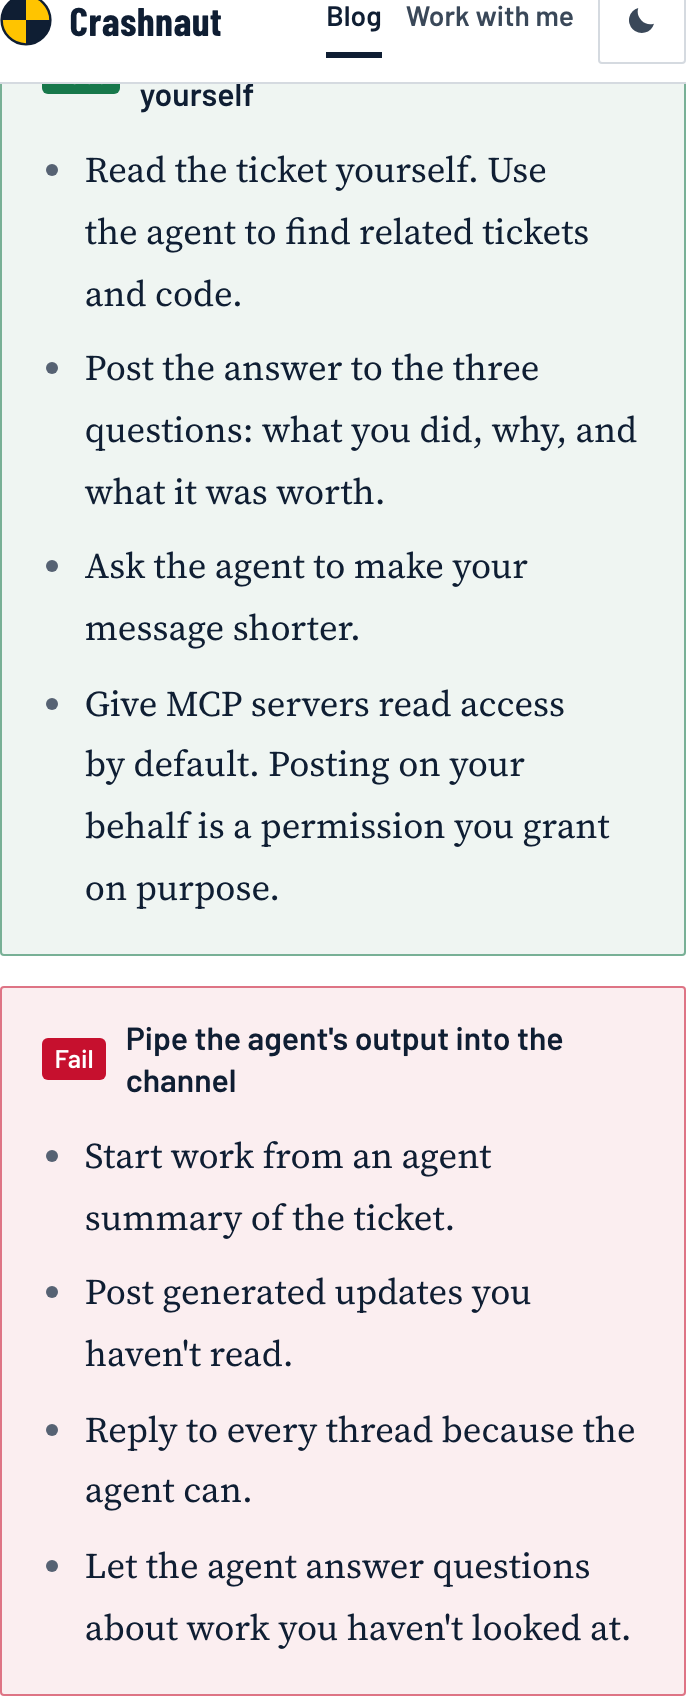 Crashnaut
Blog Work with me
yourself
Read the ticket yourself. Use
the agent to find related tickets
and code.
Post the answer to the three
questions: what you did, why, and
what it was worth.
Ask the agent to make your
message shorter.
Give MCP servers read access
by default. Posting on your
behalf is a permission you grant
on purpose.
Fail
Pipe the agent's output into the
channel
Start work from an agent
summary of the ticket.
Post generated updates you
haven't read.
Reply to every thread because the
agent can.
Let the agent answer questions
about work you haven't looked at.